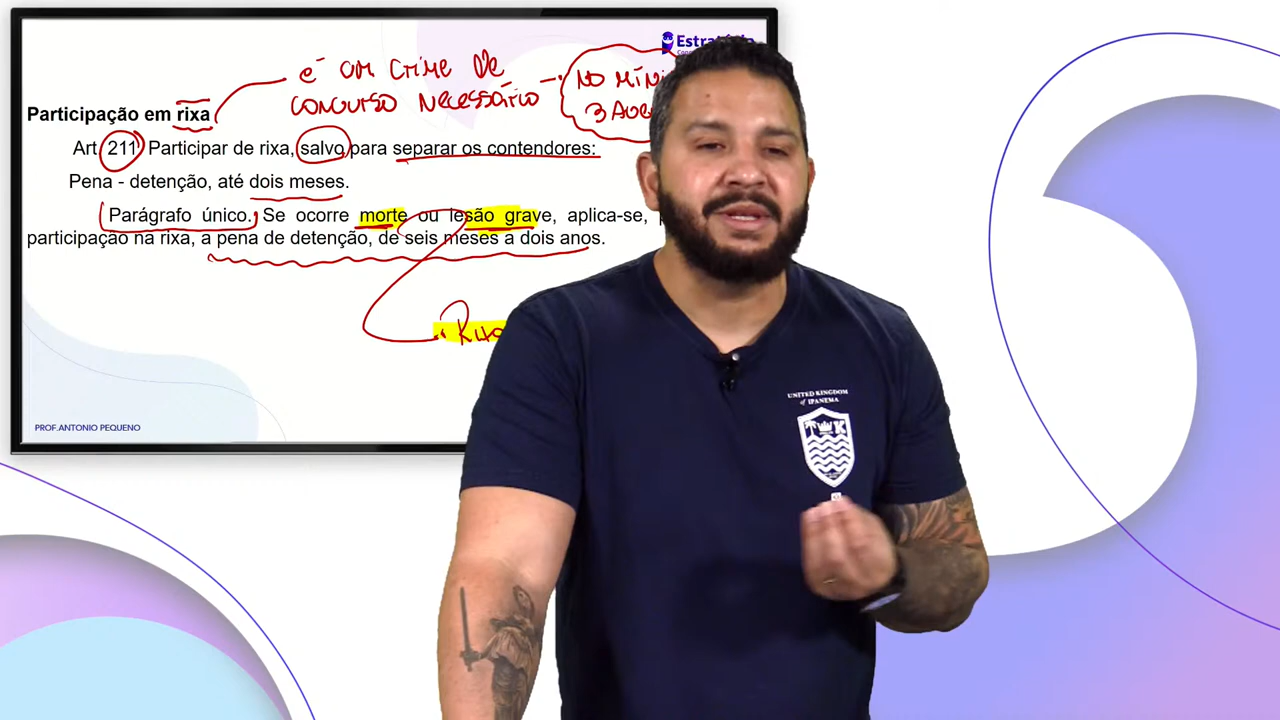 Estratégia
é um crime de
concurso necessário
no míni
3
Participação em rixa
Art. 211 Participar de rixa, salvo para separar os contendores:
Pena - detenção, até dois meses.
Parágrafo único. Se ocorre morte ou lesão grave, aplica-se,
participação na rixa, a pena de detenção, de seis meses a dois anos.
PROF.ANTONIO PEQUENO
UNITED KINGDOM
of IPANEMA